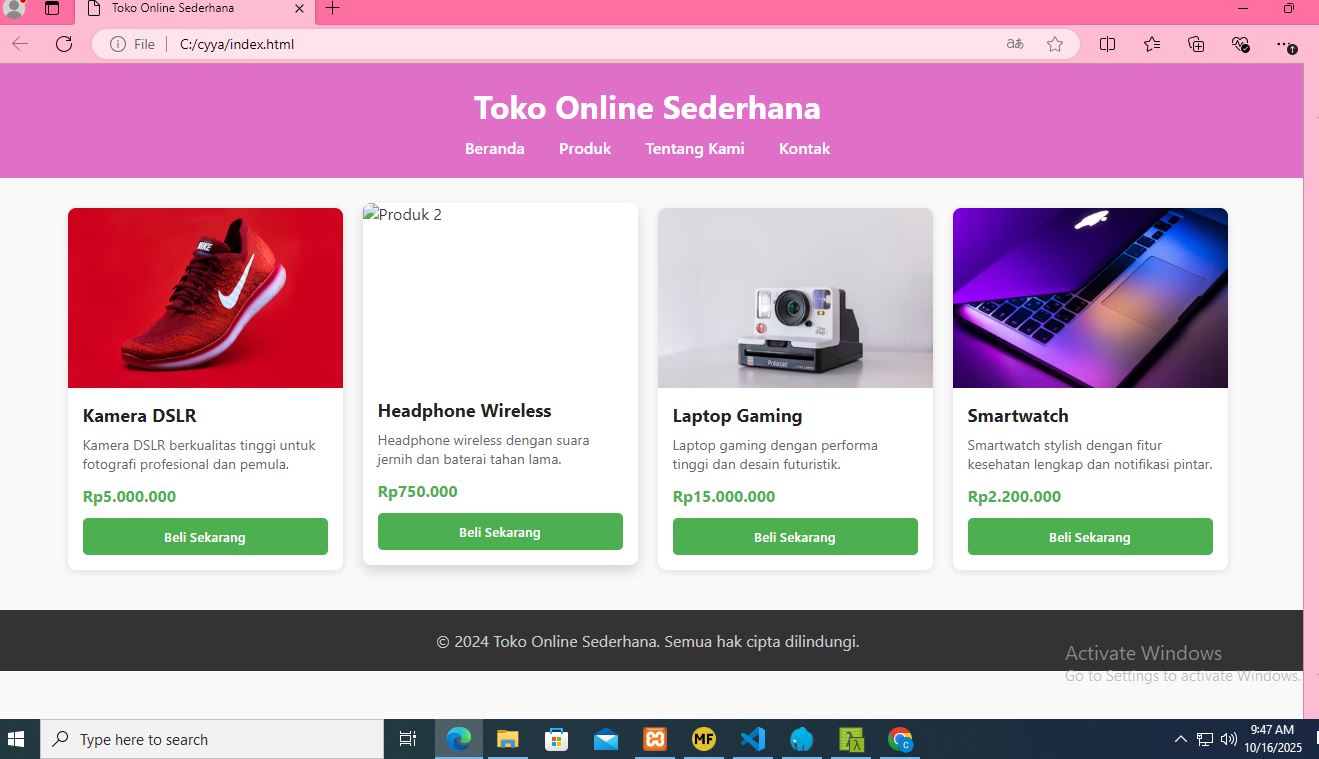 Toko Online Sederhana
File
C:/cyya/index.html
aあ
Toko Online Sederhana
Beranda Produk Tentang Kami Kontak
NIKE
Produk 2
Polaroid
Kamera DSLR
Kamera DSLR berkualitas tinggi untuk
fotografi profesional dan pemula.
Rp5.000.000
Beli Sekarang
Headphone Wireless
Headphone wireless dengan suara
jernih dan baterai tahan lama.
Rp750.000
Beli Sekarang
Laptop Gaming
Laptop gaming dengan performa
tinggi dan desain futuristik.
Rp15.000.000
Beli Sekarang
Smartwatch
Smartwatch stylish dengan fitur
kesehatan lengkap dan notifikasi pintar.
Rp2.200.000
Beli Sekarang
© 2024 Toko Online Sederhana. Semua hak cipta dilindungi.
Activate Windows
Go to Settings to activate Windows.
Type here to search
MF
C
9:47 AM
10/16/2025